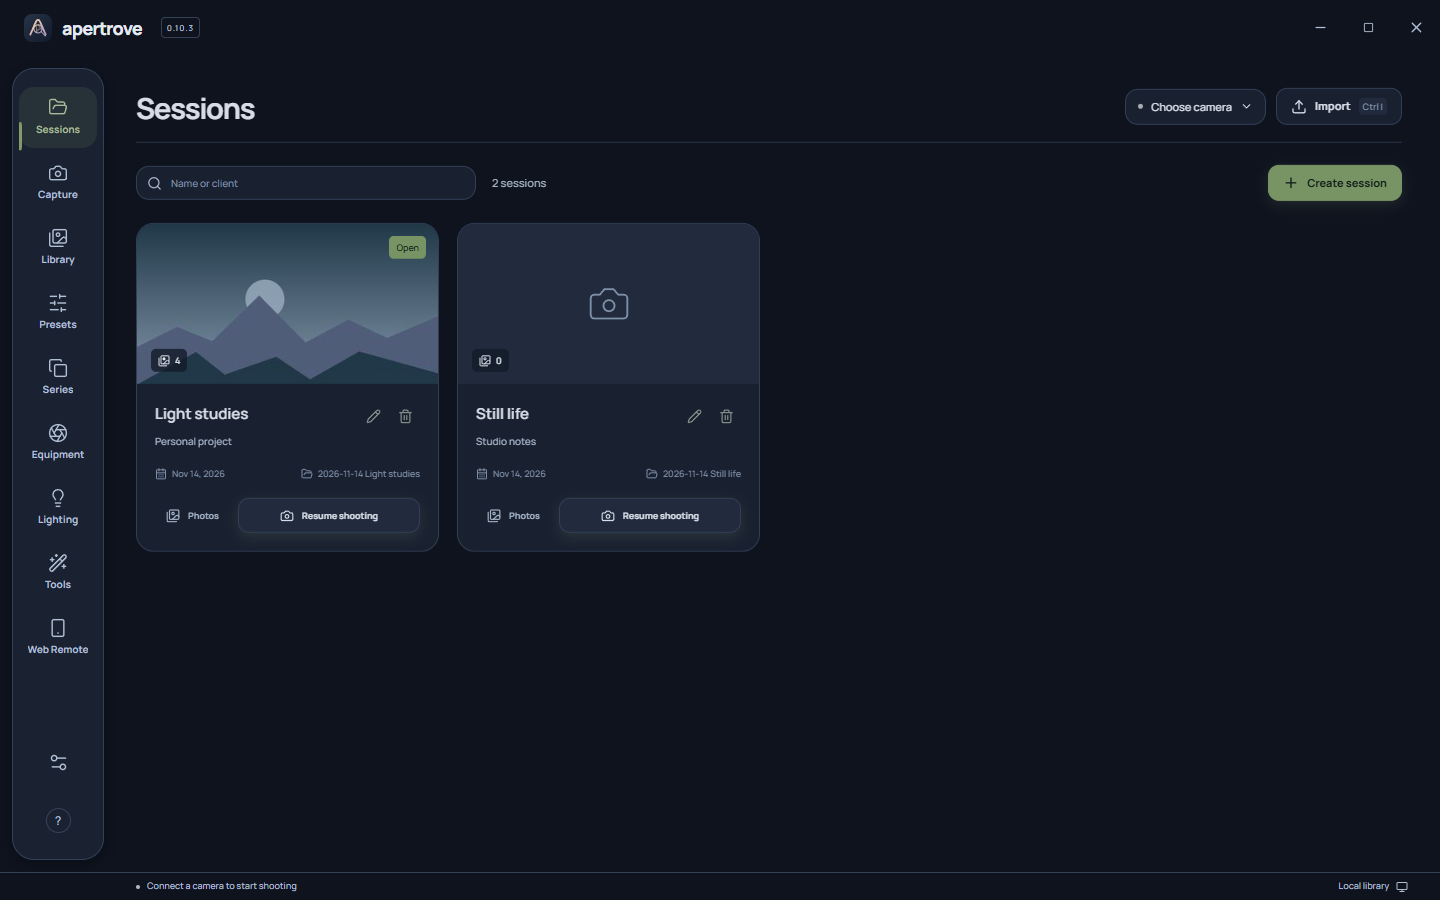 apertrove 0.10.3
Sessions
Capture
Library
Presets
Series
Equipment
Lighting
Tools
Web Remote
?
Sessions
Choose camera
Import Ctrl I
Name or client
2 sessions
Create session
Open
4
Light studies
Personal project
Nov 14, 2026
2026-11-14 Light studies
Photos
Resume shooting
0
Still life
Studio notes
Nov 14, 2026
2026-11-14 Still life
Photos
Resume shooting
Connect a camera to start shooting
Local library